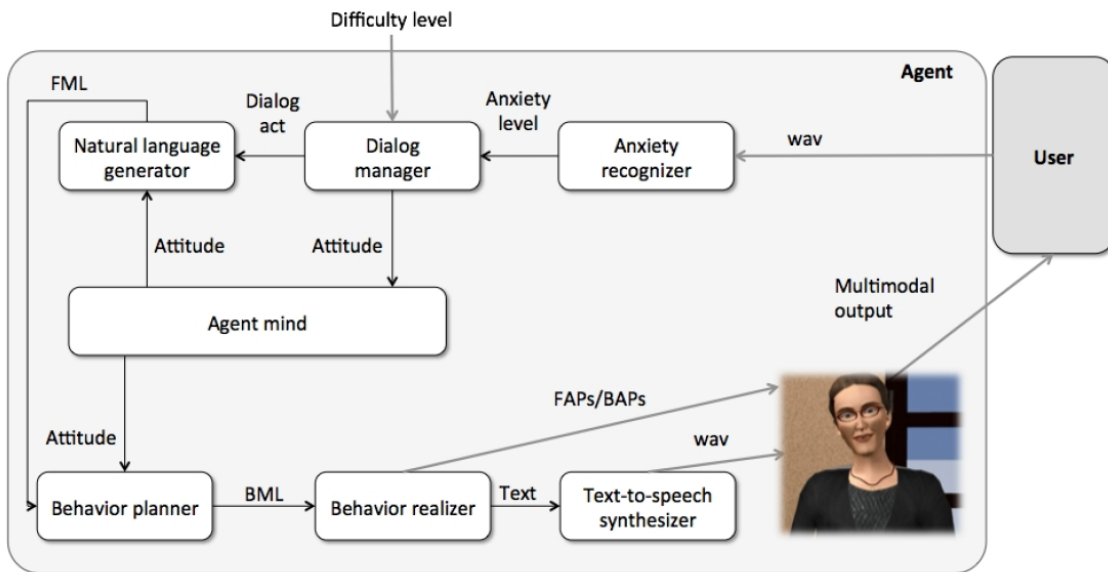 Difficulty level
Agent
FML
Dialog
act
Anxiety
level
wav
User
Natural language
generator
Dialog
manager
Anxiety
recognizer
Attitude
Attitude
Multimodal
output
Agent mind
FAPs/BAPs
Attitude
wav
Behavior planner
BML
Behavior realizer
Text
Text-to-speech
synthesizer